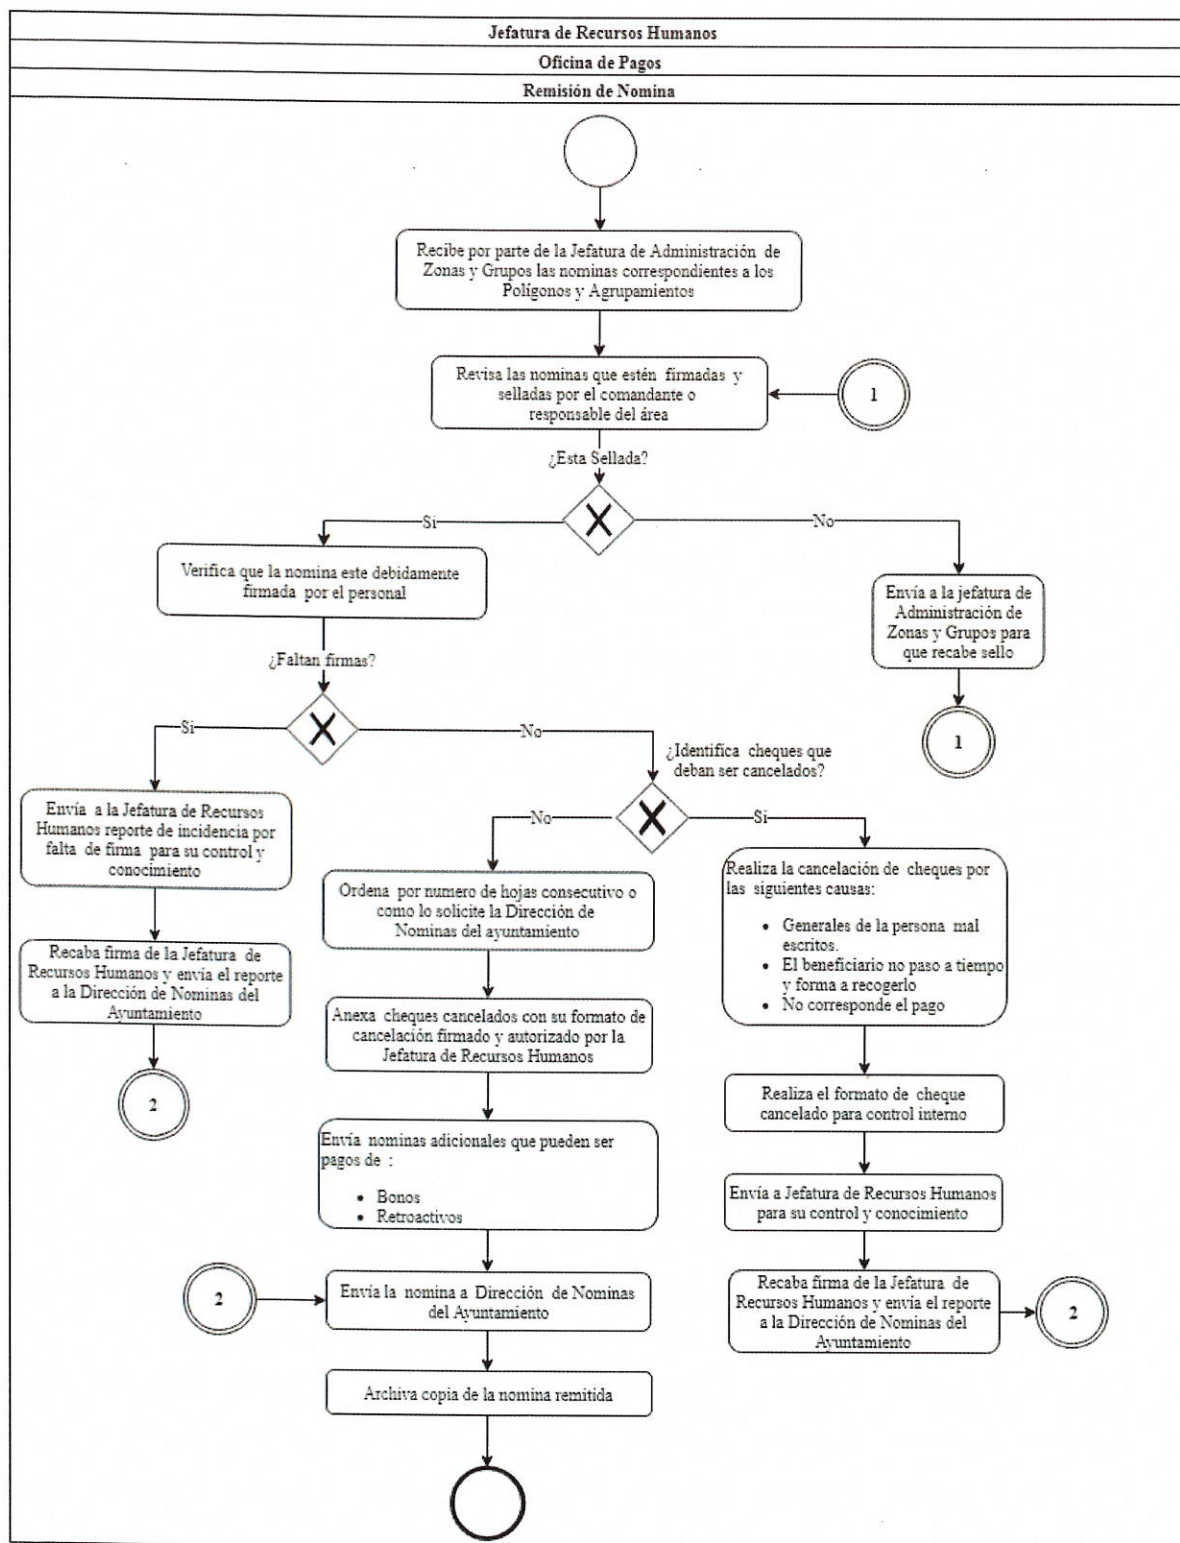 Jefatura de Recursos Humanos
Oficina de Pagos
Remisión de Nomina
Recibe por parte de la Jefatura de Administración de
Zonas y Grupos las nominas correspondientes a los
Polígonos y Agrupamientos
Revisa las nominas que estén firmadas y
selladas por el comandante o
responsable del área
1
¿Esta Sellada?
Si
No
Verifica que la nomina este debidamente
firmada por el personal
Envía a la jefatura de
Administración de
Zonas y Grupos para
que recabe sello
1
¿Faltan firmas?
Si
No
Envía a la Jefatura de Recursos
Humanos reporte de incidencia por
falta de firma para su control y
conocimiento
Recaba firma de la Jefatura de
Recursos Humanos y envía el reporte
a la Dirección de Nominas del
Ayuntamiento
2
¿Identifica cheques que
deban ser cancelados?
No
Si
Ordena por numero de hojas consecutivo o
como lo solicite la Dirección de
Nominas del ayuntamiento
Anexa cheques cancelados con su formato de
cancelación firmado y autorizado por la
Jefatura de Recursos Humanos
Envía nominas adicionales que pueden ser
pagos de :
• Bonos
• Retroactivos
Realiza la cancelación de cheques por
las siguientes causas:
• Generales de la persona mal
escritos.
• El beneficiario no paso a tiempo
y forma a recogerlo
• No corresponde el pago
Realiza el formato de cheque
cancelado para control interno
Envía a Jefatura de Recursos Humanos
para su control y conocimiento
Recaba firma de la Jefatura de
Recursos Humanos y envía el reporte
a la Dirección de Nominas del
Ayuntamiento
2
2
Envía la nomina a Dirección de Nominas
del Ayuntamiento
Archiva copia de la nomina remitida